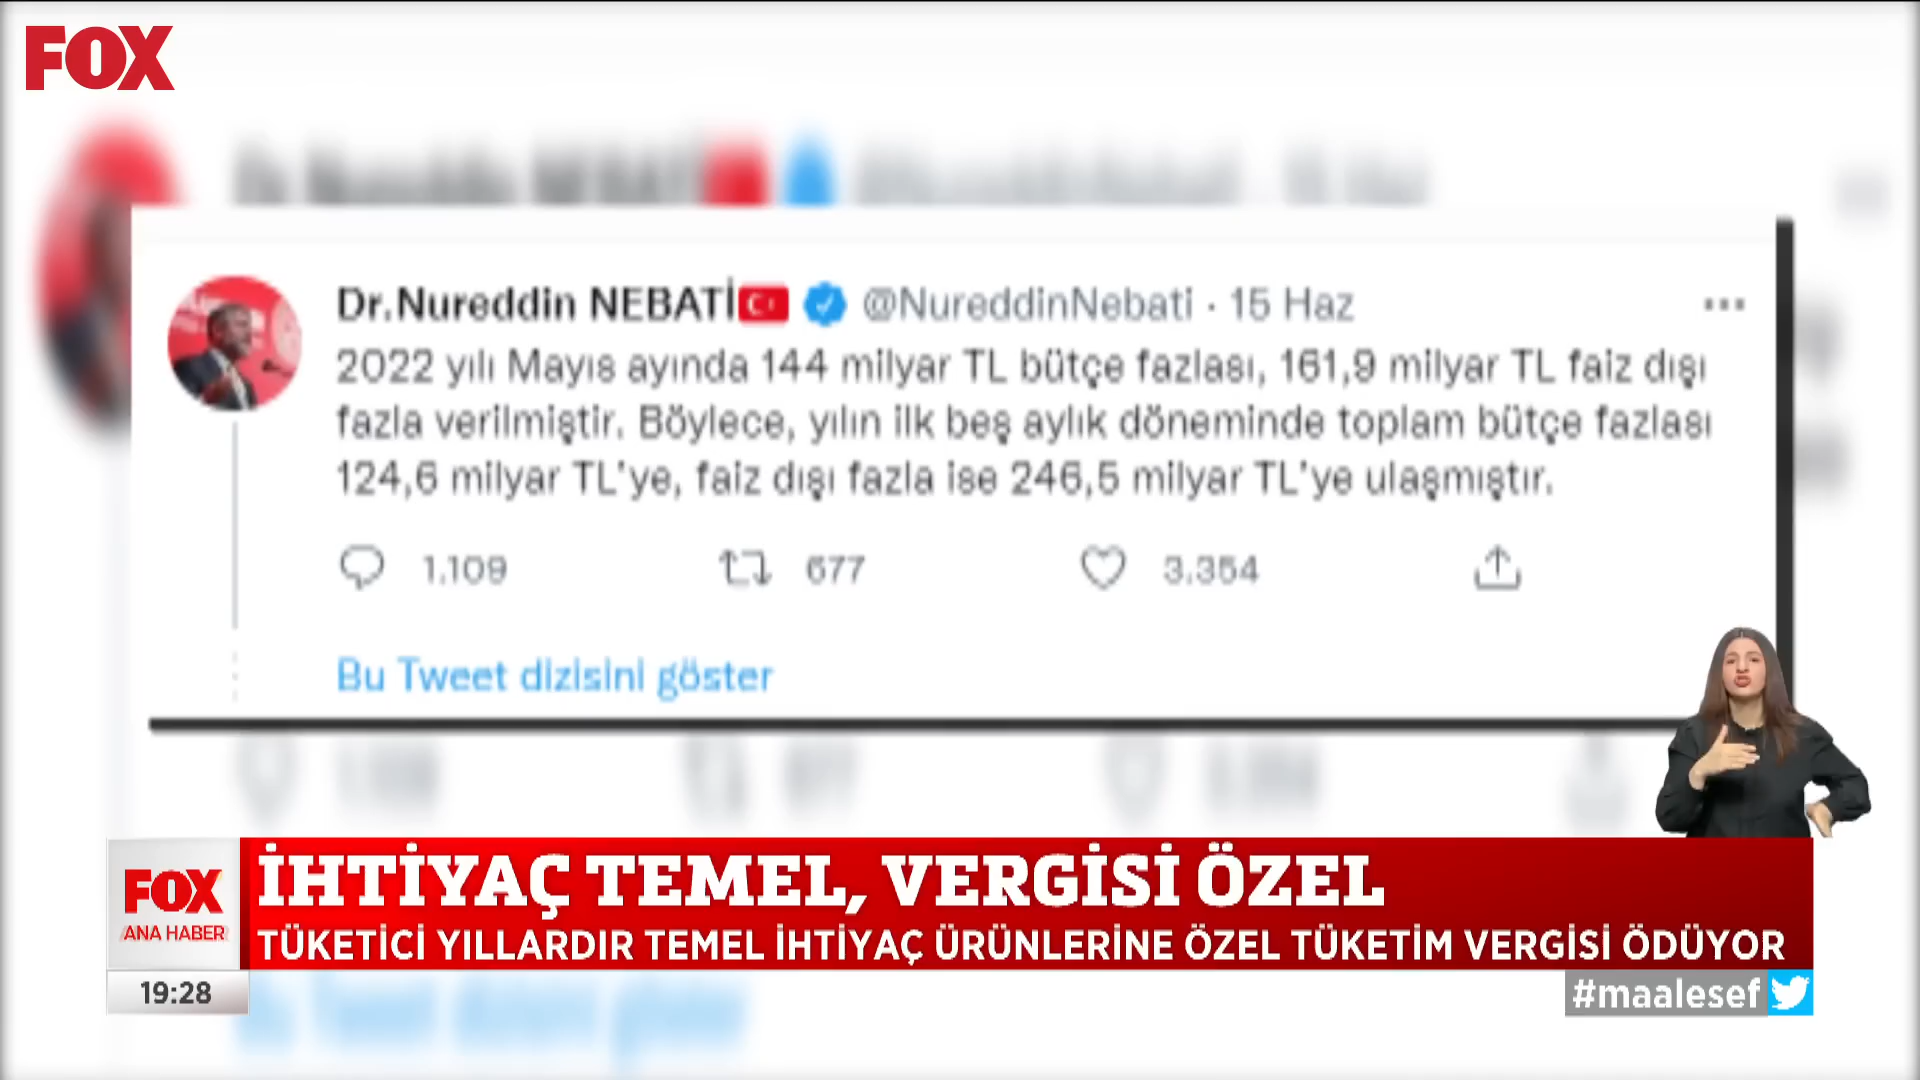 FOX
Dr.Nureddin NEBATİ @NureddinNebati · 15 Haz
2022 yılı Mayıs ayında 144 milyar TL bütçe fazlası, 161,9 milyar TL faiz dışı
fazla verilmiştir. Böylece, yılın ilk beş aylık döneminde toplam bütçe fazlası
124,6 milyar TL'ye, faiz dışı fazla ise 246,5 milyar TL'ye ulaşmıştır.
1.109 677 3.354
Bu Tweet dizisini göster
FOX
ANA HABER
İHTİYAÇ TEMEL, VERGİSİ ÖZEL
TÜKETİCİ YILLARDIR TEMEL İHTİYAÇ ÜRÜNLERİNE ÖZEL TÜKETİM VERGİSİ ÖDÜYOR
19:28
#maalesef